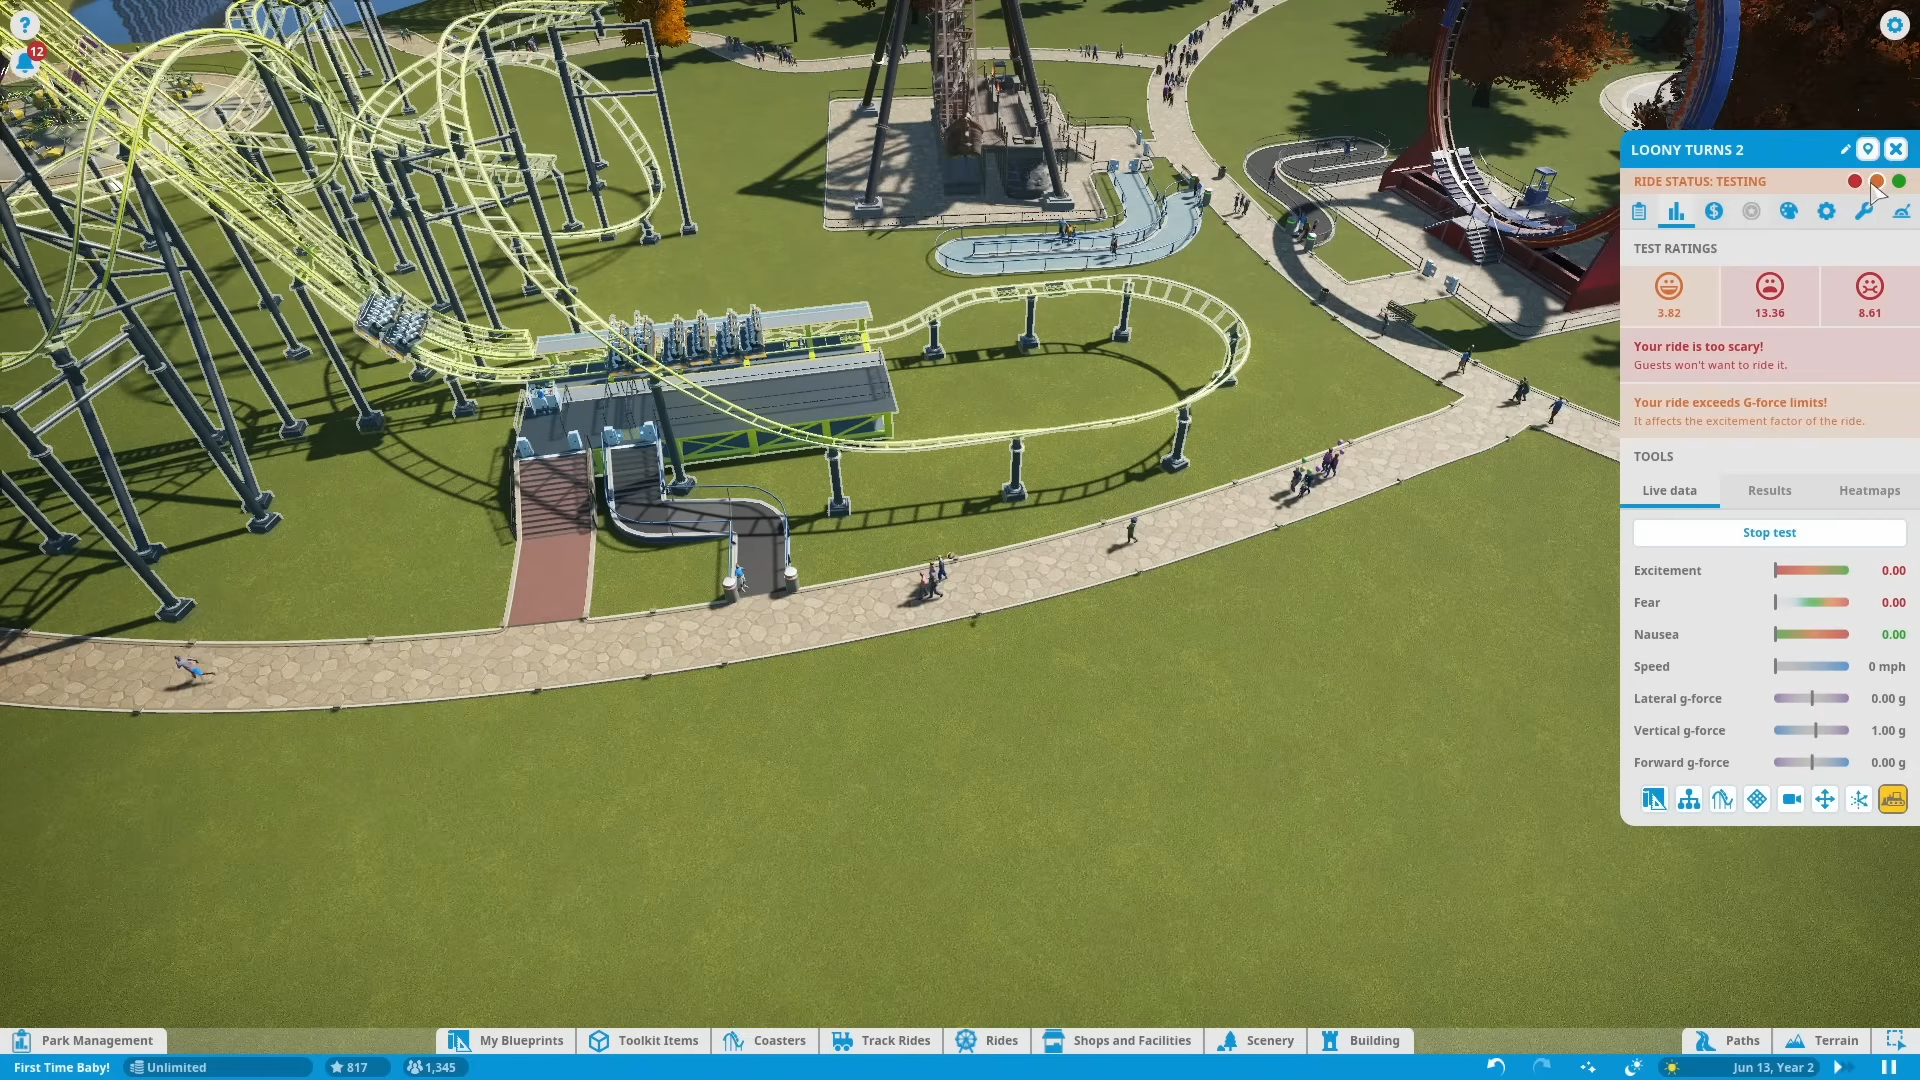 ?
12
LOONY TURNS 2
RIDE STATUS: TESTING
TEST RATINGS
3.82
13.36
8.61
Your ride is too scary!
Guests won't want to ride it.
Your ride exceeds G-force limits!
It affects the excitement factor of the ride.
TOOLS
Live data Results Heatmaps
Stop test
Excitement 0.00
Fear 0.00
Nausea 0.00
Speed 0 mph
Lateral g-force 0.00 g
Vertical g-force 1.00 g
Forward g-force 0.00 g
Park Management My Blueprints Toolkit Items Coasters Track Rides Rides Shops and Facilities Scenery Building Paths Terrain
First Time Baby! Unlimited 817 1,345 Jun 13, Year 2